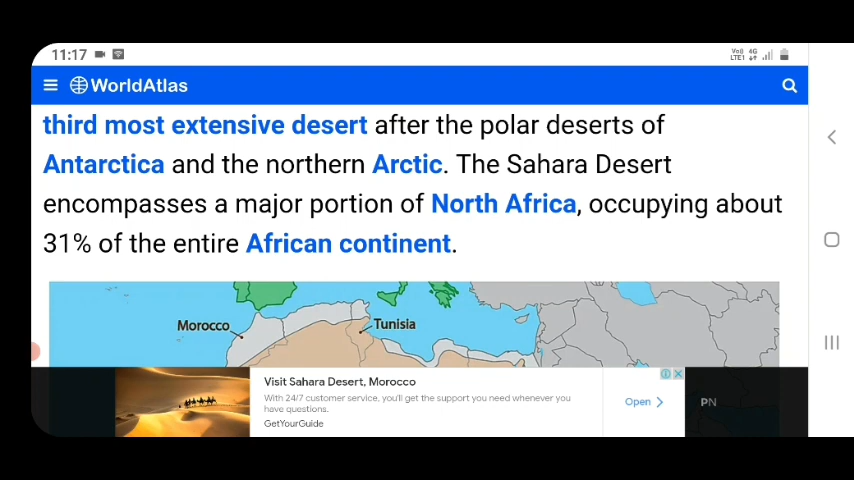 11:17
Vo8 4G
LTE1
WorldAtlas
third most extensive desert after the polar deserts of
Antarctica and the northern Arctic. The Sahara Desert
encompasses a major portion of North Africa, occupying about
31% of the entire African continent.
Morocco
Tunisia
Visit Sahara Desert, Morocco
With 24/7 customer service, you'll get the support you need whenever you
have questions.
GetYourGuide
Open
PN